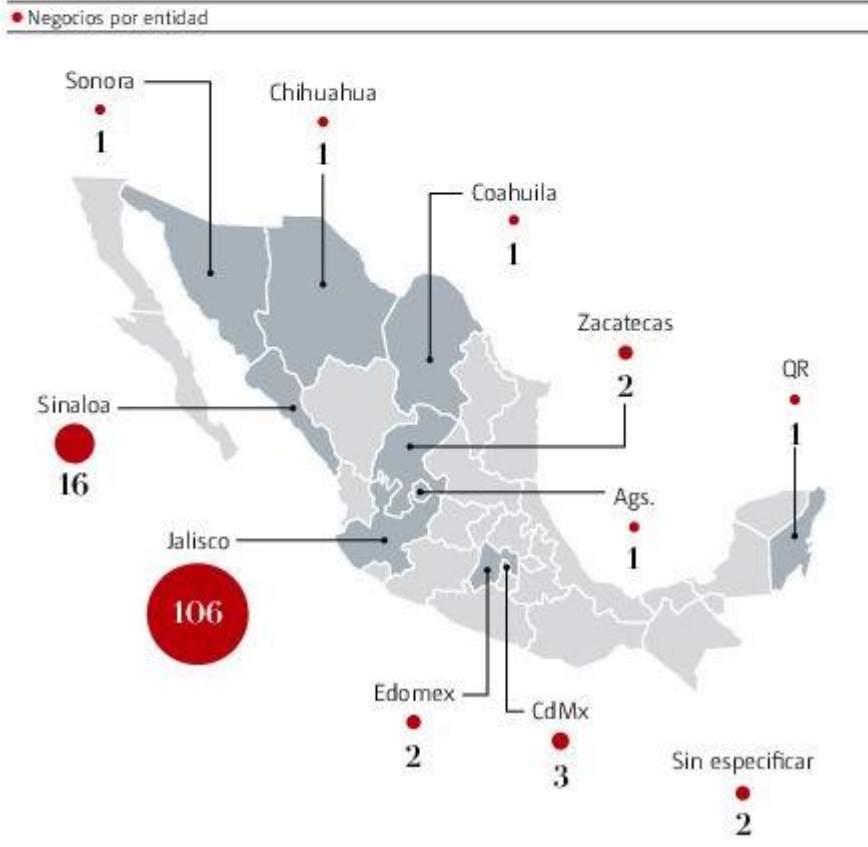 Negocios por entidad
Sonora
1
Chihuahua
1
Coahuila
1
Zacatecas
2
QR
1
Sinaloa
16
Ags.
1
Jalisco
106
Edomex
2
CdMx
3
Sin especificar
2